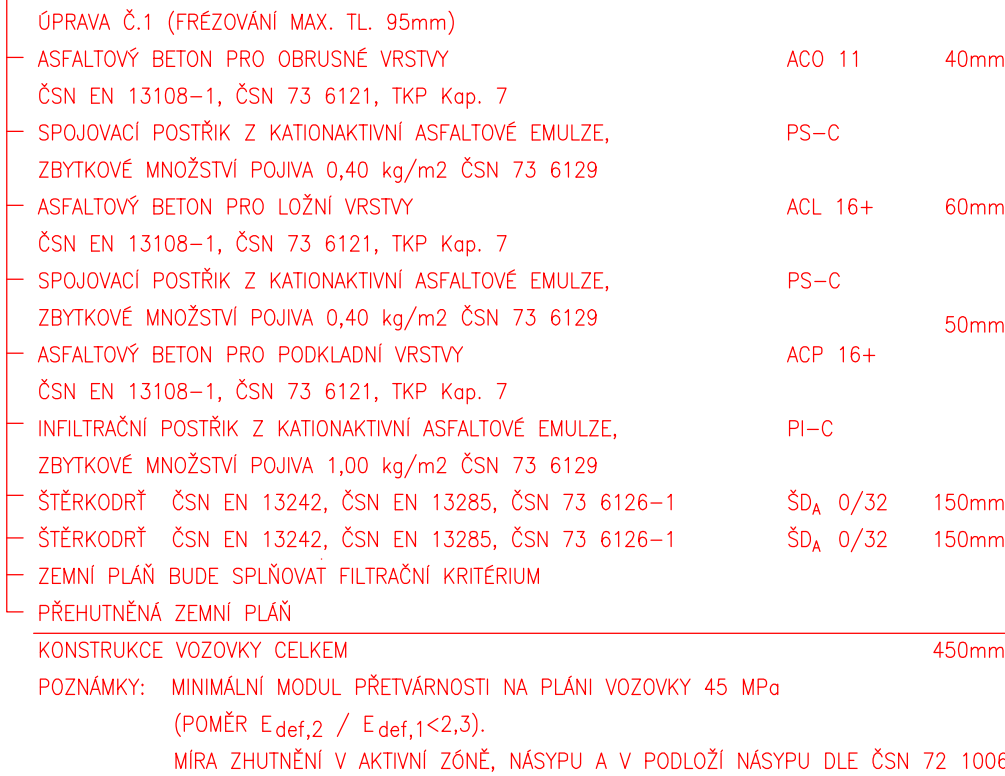 ÚPRAVA Č.1 (FRÉZOVÁNÍ MAX. TL. 95mm)
ASFALTOVÝ BETON PRO OBRUSNÉ VRSTVY ACO 11 40mm
ČSN EN 13108-1, ČSN 73 6121, TKP Kap. 7
SPOJOVACÍ POSTŘIK Z KATIONAKTIVNÍ ASFALTOVÉ EMULZE, PS-C
ZBYTKOVÉ MNOŽSTVÍ POJIVA 0,40 kg/m2 ČSN 73 6129
ASFALTOVÝ BETON PRO LOŽNÍ VRSTVY ACL 16+ 60mm
ČSN EN 13108-1, ČSN 73 6121, TKP Kap. 7
SPOJOVACÍ POSTŘIK Z KATIONAKTIVNÍ ASFALTOVÉ EMULZE, PS-C
ZBYTKOVÉ MNOŽSTVÍ POJIVA 0,40 kg/m2 ČSN 73 6129 50mm
ASFALTOVÝ BETON PRO PODKLADNÍ VRSTVY ACP 16+
ČSN EN 13108-1, ČSN 73 6121, TKP Kap. 7
INFILTRAČNÍ POSTŘIK Z KATIONAKTIVNÍ ASFALTOVÉ EMULZE, PI-C
ZBYTKOVÉ MNOŽSTVÍ POJIVA 1,00 kg/m2 ČSN 73 6129
ŠTĚRKODRŤ ČSN EN 13242, ČSN EN 13285, ČSN 73 6126-1 ŠDA 0/32 150mm
ŠTĚRKODRŤ ČSN EN 13242, ČSN EN 13285, ČSN 73 6126-1 ŠDA 0/32 150mm
ZEMNÍ PLÁŇ BUDE SPLŇOVAT FILTRAČNÍ KRITÉRIUM
PŘEHUTNĚNÁ ZEMNÍ PLÁŇ
KONSTRUKCE VOZOVKY CELKEM 450mm
POZNÁMKY: MINIMÁLNÍ MODUL PŘETVÁRNOSTI NA PLÁNI VOZOVKY 45 MPa
(POMĚR Edef,2 / Edef,1<2,3).
MÍRA ZHUTNĚNÍ V AKTIVNÍ ZÓNĚ, NÁSYPU A V PODLOŽÍ NÁSYPU DLE ČSN 72 1006